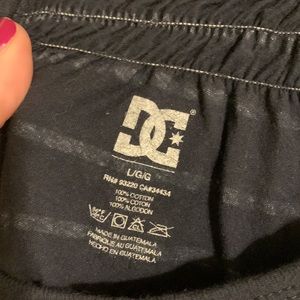 DC
L/G/G
RN# 93220 CA#34434
100% COTTON
100% COTON
100% ALGODON
MADE IN GUATEMALA
FABRIQUÉ AU GUATEMALA
HECHO EN GUATEMALA